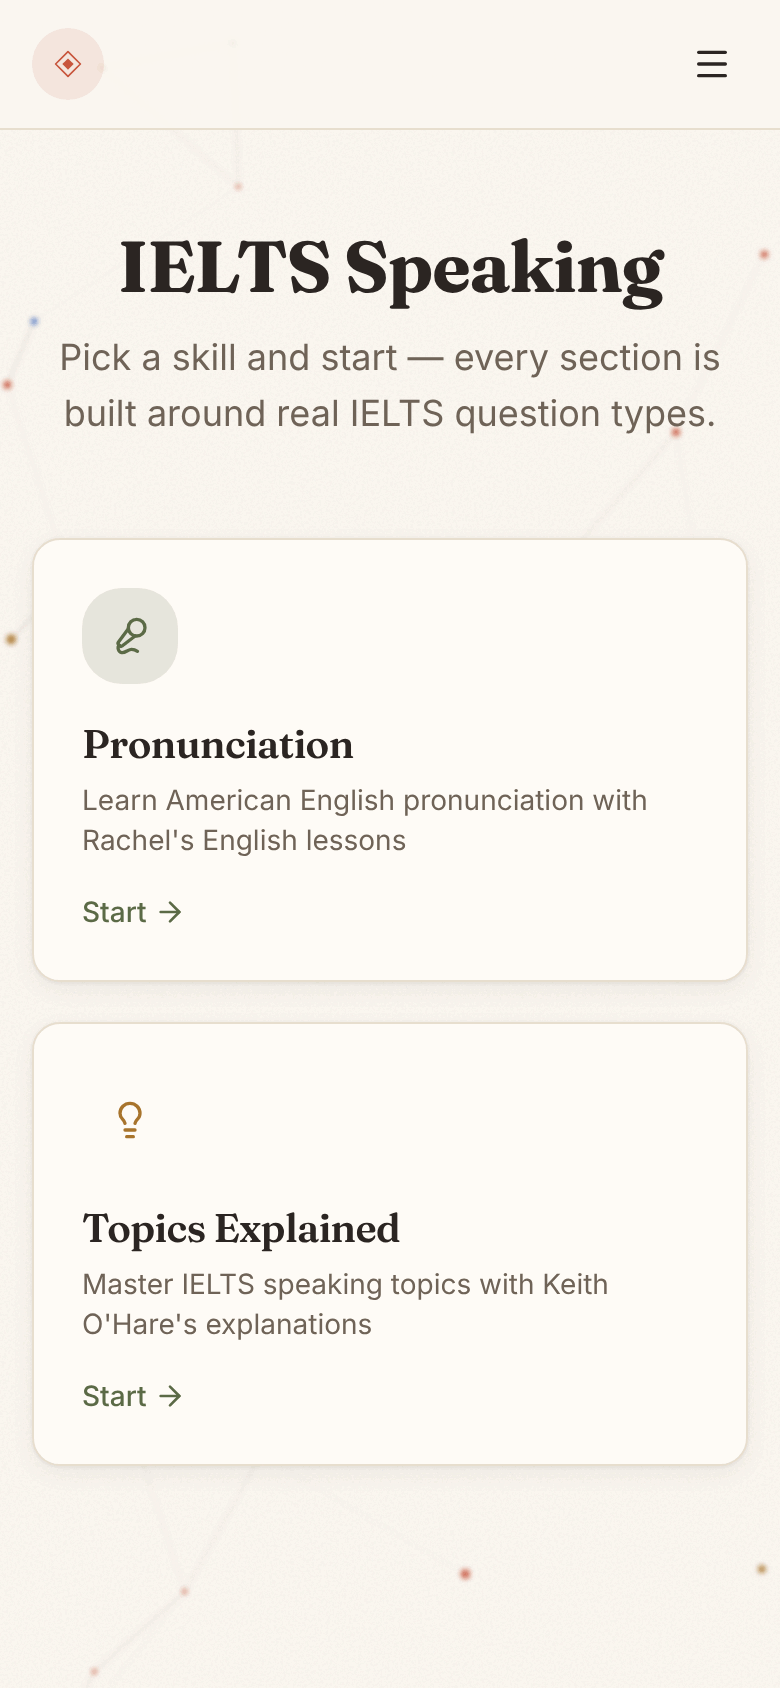 IELTS Speaking
Pick a skill and start — every section is
built around real IELTS question types.
Pronunciation
Learn American English pronunciation with
Rachel's English lessons
Start →
Topics Explained
Master IELTS speaking topics with Keith
O'Hare's explanations
Start →